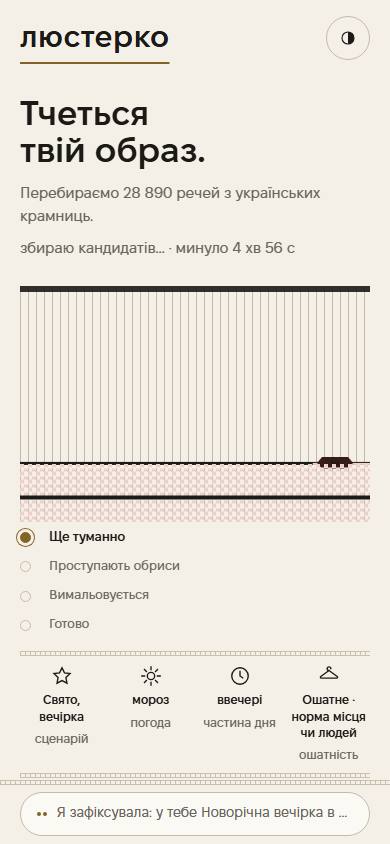 люстерко
Тчеться
твій образ.
Перебираємо 28 890 речей з українських
крамниць.
збираю кандидатів... · минуло 4 хв 56 с
Ще туманно
Проступають обриси
Вимальовується
Готово
Свято,
вечірка
сценарій
мороз
погода
ввечері
частина дня
Ошатне ·
норма місця
чи людей
ошатність
Я зафіксувала: у тебе Новорічна вечірка в ...